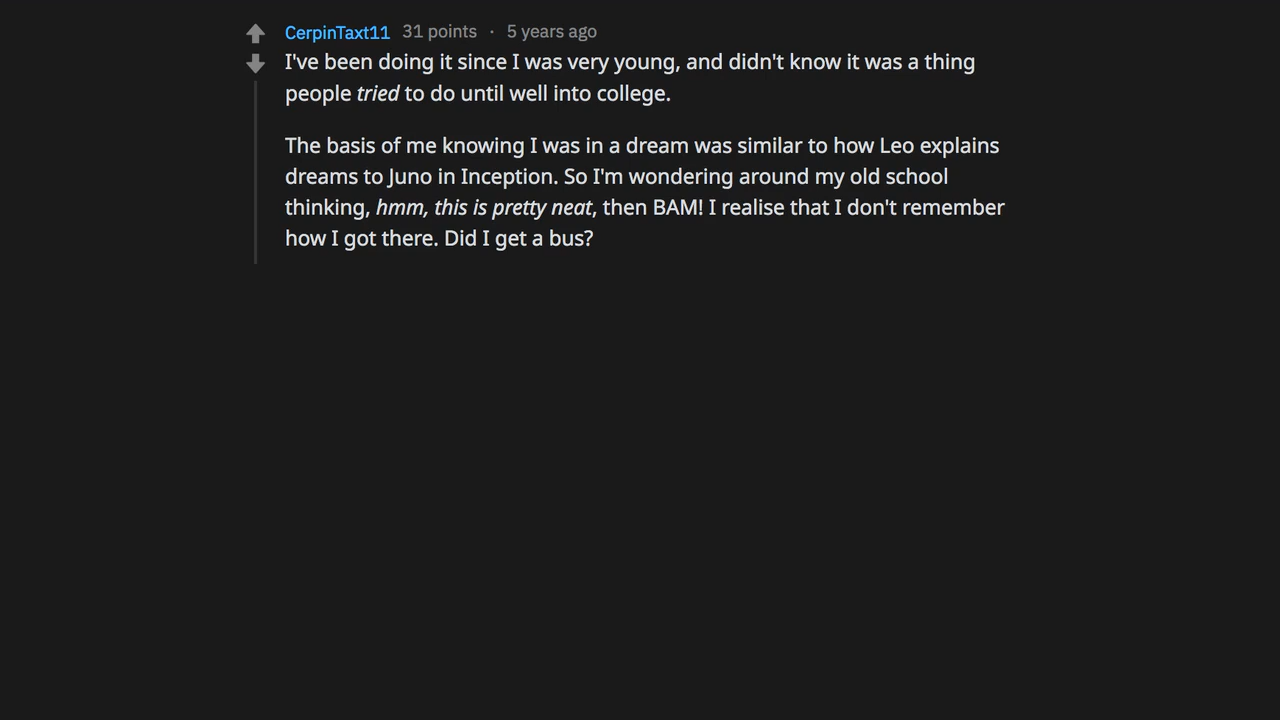 CerpinTaxt11 31 points · 5 years ago
I've been doing it since I was very young, and didn't know it was a thing
people tried to do until well into college.
The basis of me knowing I was in a dream was similar to how Leo explains
dreams to Juno in Inception. So I'm wondering around my old school
thinking, hmm, this is pretty neat, then BAM! I realise that I don't remember
how I got there. Did I get a bus?